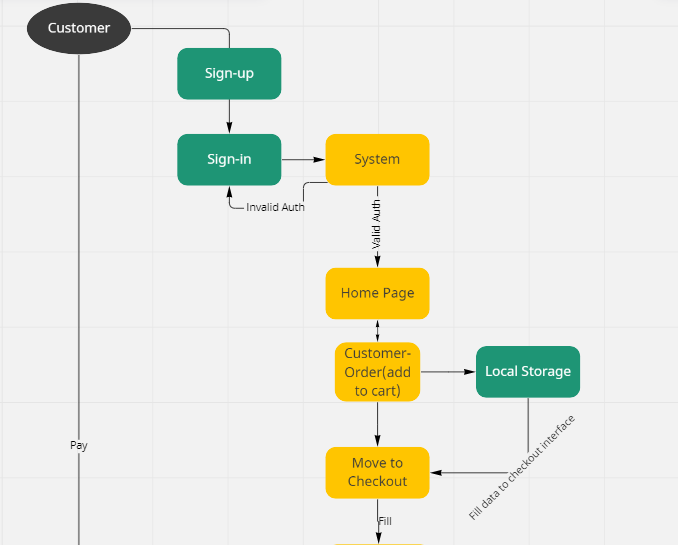 Customer
Sign-up
Sign-in
System
Invalid Auth
Valid Auth
Home Page
Customer-
Order(add
to cart)
Local Storage
Fill data to checkout interface
Pay
Move to
Checkout
Fill